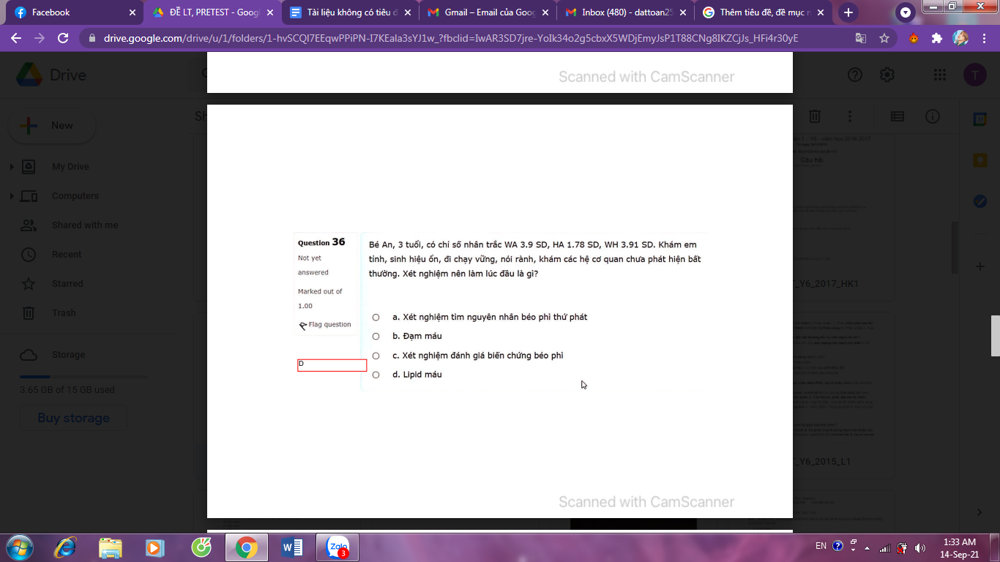 Facebook
ĐỀ LT, PRETEST - Googl
Tài liệu không có tiêu đ
Gmail – Email của Goog
Inbox (480) - dattoan25
Thêm tiêu đề, đề mục n
drive.google.com/drive/u/1/folders/1-hvSCQl7EEqwPPiPN-I7KEala3sYJ1w_?fbclid=IwAR3SD7jre-YoIk34o2g5cbxX5WDjEmyJsP1T88CNg8IKZCjJs_HFi4r30yE
Drive
Scanned with CamScanner
T
New
My Drive
Computers
Shared with me
Recent
Starred
Trash
Storage
3.65 GB of 15 GB used
Buy storage
Câu hỏi
Question 36
Not yet
answered
Marked out of
1.00
Flag question
D
Bé An, 3 tuổi, có chỉ số nhân trắc WA 3.9 SD, HA 1.78 SD, WH 3.91 SD. Khám em
tỉnh, sinh hiệu ổn, đi chạy vững, nói rành, khám các hệ cơ quan chưa phát hiện bất
thường. Xét nghiệm nên làm lúc đầu là gì?
a. Xét nghiệm tìm nguyên nhân béo phì thứ phát
b. Đạm máu
c. Xét nghiệm đánh giá biến chứng béo phì
d. Lipid máu
T_Y6_2017_HK1
_Y6_2015_L1
Scanned with CamScanner
Zalo
3
EN
1:33 AM
14-Sep-21